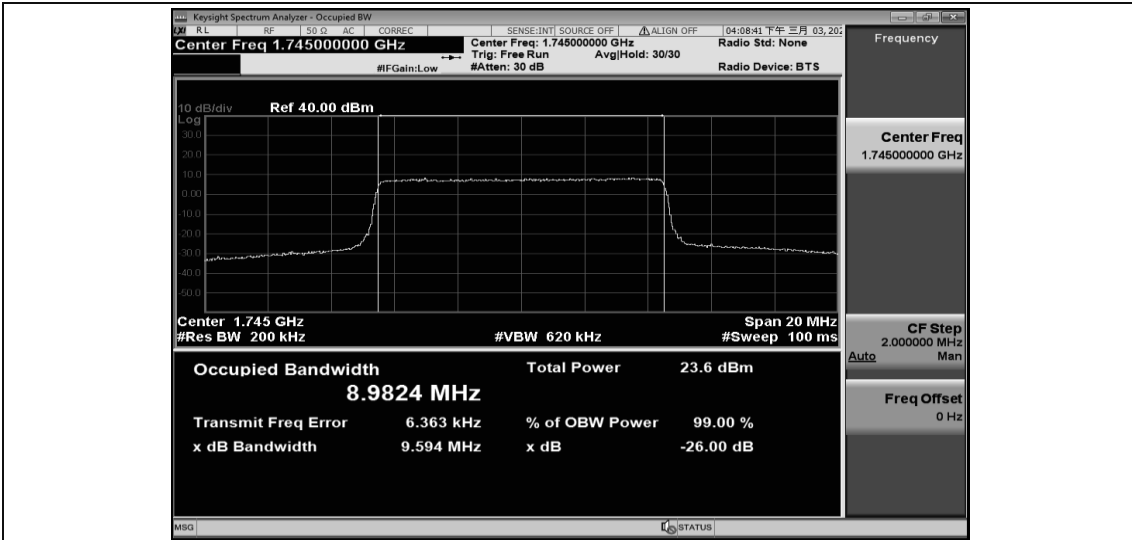 Keysight Spectrum Analyzer - Occupied BW
LXI RL RF 50 Ω AC CORREC SENSE:INT SOURCE OFF ⚠ALIGN OFF 04:08:41 下午 三月 03, 202
Center Freq 1.745000000 GHz
Center Freq: 1.745000000 GHz
Radio Std: None
Trig: Free Run Avg|Hold: 30/30
#IFGain:Low #Atten: 30 dB Radio Device: BTS
10 dB/div Ref 40.00 dBm
Log
30.0
20.0
10.0
0.00
-10.0
-20.0
-30.0
-40.0
-50.0
Center 1.745 GHz Span 20 MHz
#Res BW 200 kHz #VBW 620 kHz #Sweep 100 ms
Occupied Bandwidth Total Power 23.6 dBm
8.9824 MHz
Transmit Freq Error 6.363 kHz % of OBW Power 99.00 %
x dB Bandwidth 9.594 MHz x dB -26.00 dB
Frequency
Center Freq
1.745000000 GHz
CF Step
2.000000 MHz
Auto Man
Freq Offset
0 Hz
MSG STATUS